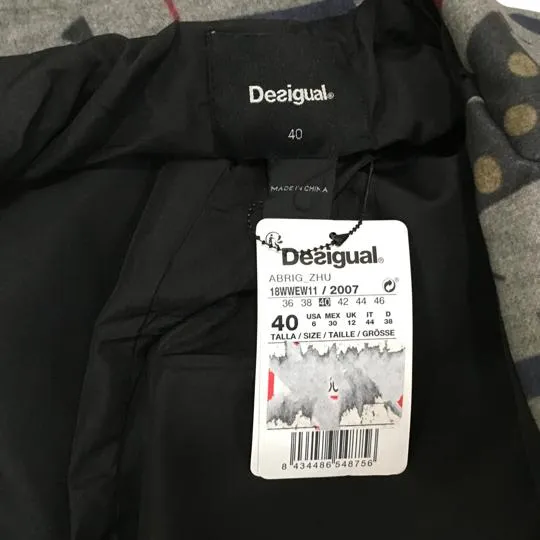 Desigual®
40
MADE IN CHINA
Desigual®
ABRIG_ZHU
18WWEW11 / 2007
36 38 40 42 44 46
40 USA MEX UK IT D
6 30 12 44 38
TALLA / SIZE / TAILLE / GRÖSSE
8 434486 548756